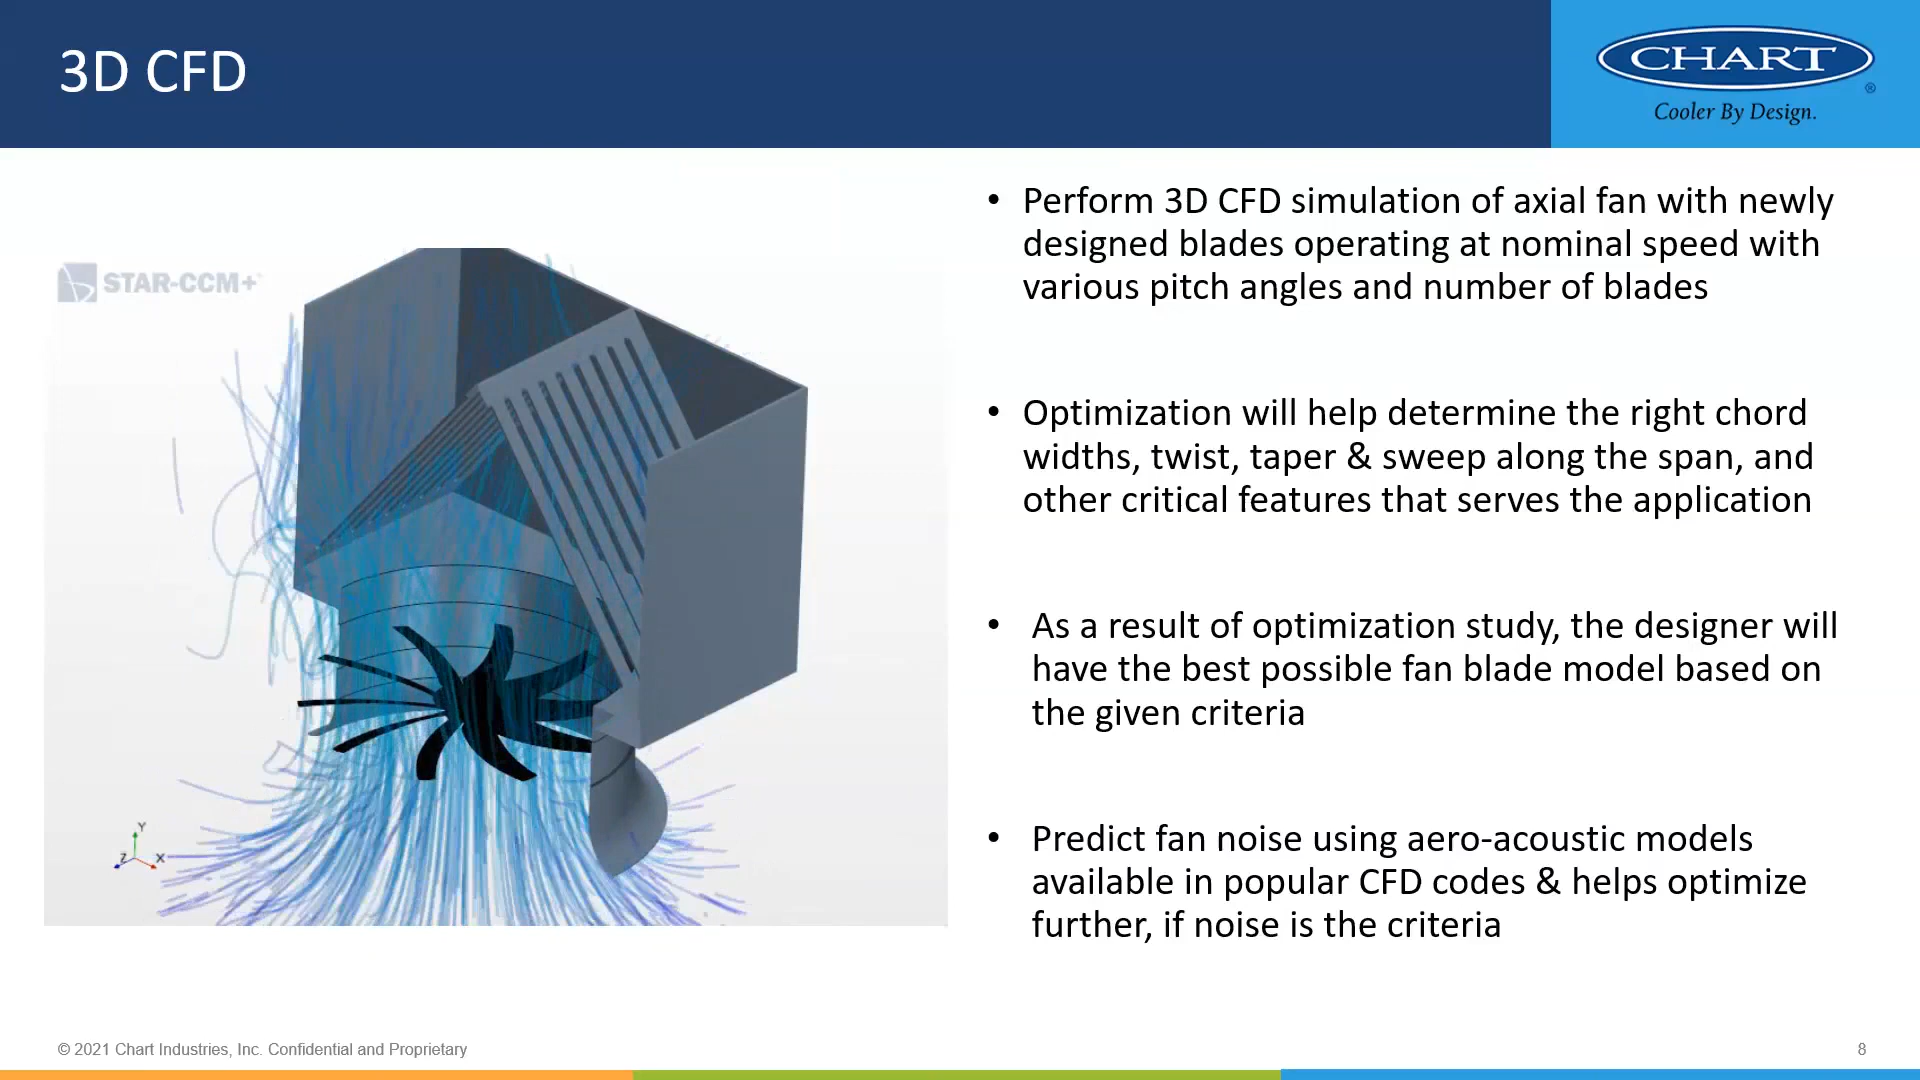 3D CFD
CHART
®
Cooler By Design.
STAR-CCM+
• Perform 3D CFD simulation of axial fan with newly
designed blades operating at nominal speed with
various pitch angles and number of blades
• Optimization will help determine the right chord
widths, twist, taper & sweep along the span, and
other critical features that serves the application
• As a result of optimization study, the designer will
have the best possible fan blade model based on
the given criteria
• Predict fan noise using aero-acoustic models
available in popular CFD codes & helps optimize
further, if noise is the criteria
Y
Z
X
© 2021 Chart Industries, Inc. Confidential and Proprietary
8